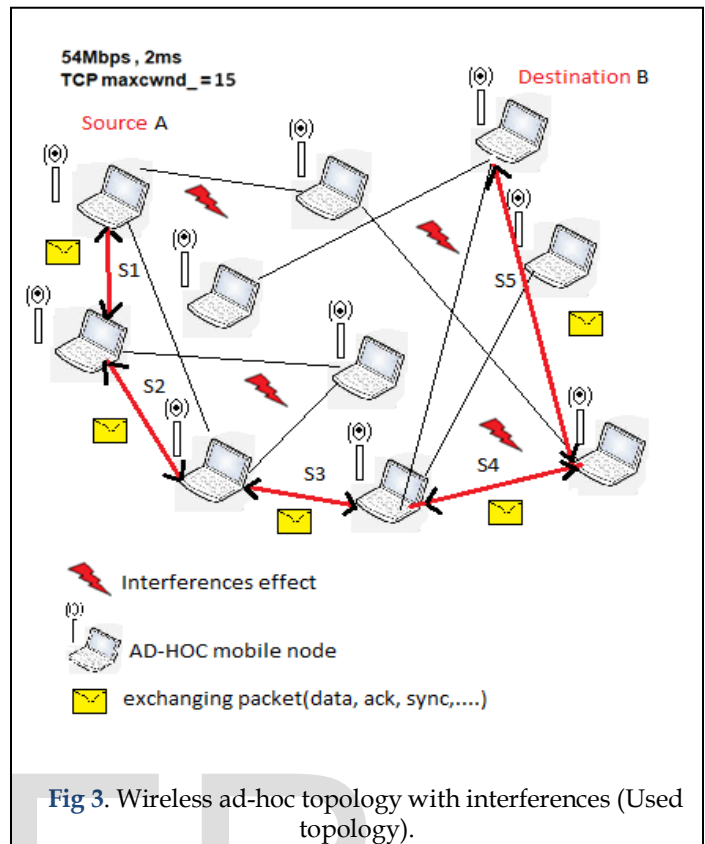 54Mbps , 2ms
TCP maxcwnd_ = 15
Source A
Destination B
S1
S2
S3
S4
S5
Interferences effect
AD-HOC mobile node
exchanging packet(data, ack, sync,....)
Fig 3. Wireless ad-hoc topology with interferences (Used
topology).